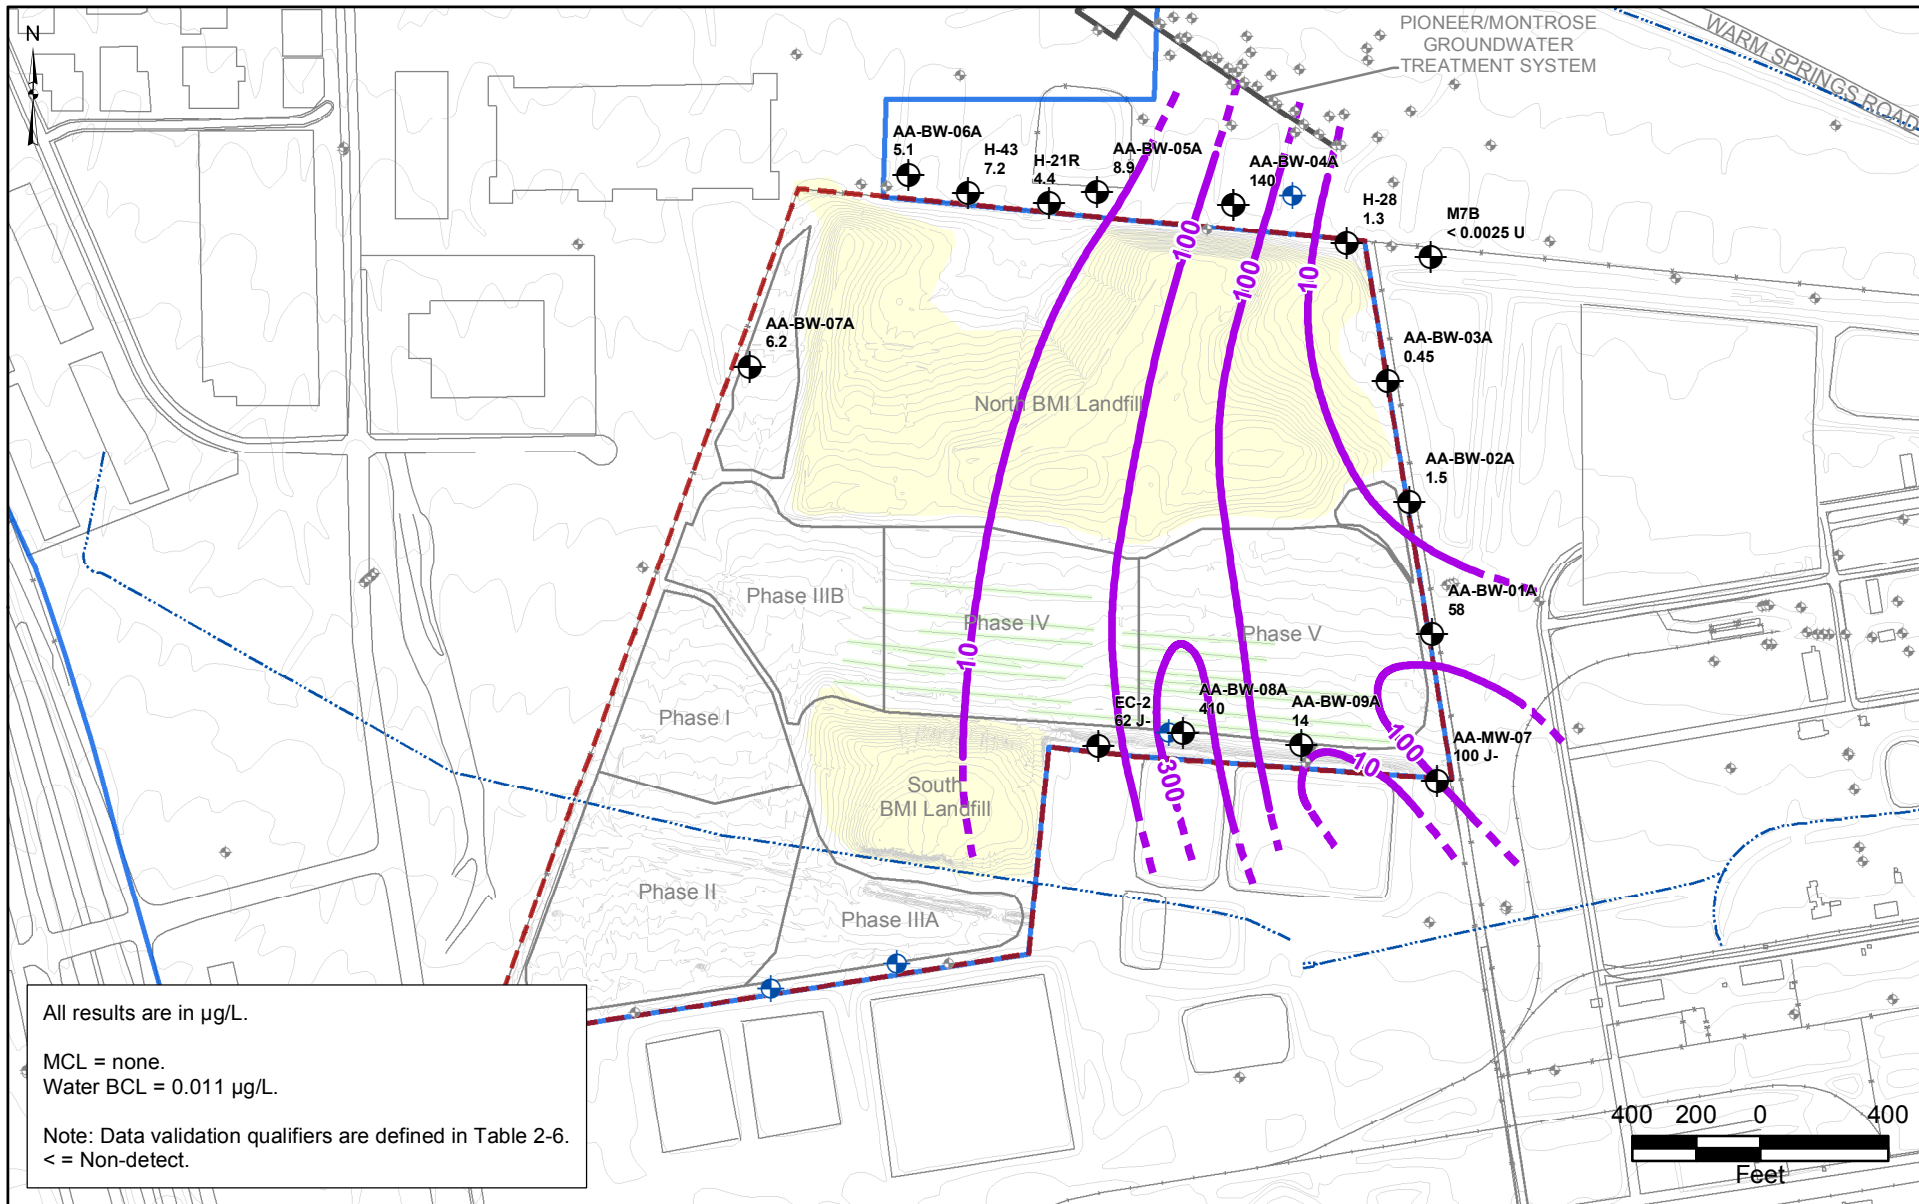 N
PIONEER/MONTROSE
GROUNDWATER
TREATMENT SYSTEM
WARM SPRINGS ROAD
AA-BW-06A
5.1
H-43
7.2
H-21R
4.4
AA-BW-05A
8.9
AA-BW-04A
140
H-28
1.3
M7B
< 0.0025 U
100
100
10
AA-BW-07A
6.2
AA-BW-03A
0.45
North BMI Landfill
AA-BW-02A
1.5
Phase IIIB
Phase IV
Phase V
AA-BW-01A
58
10
Phase I
EC-2
62 J-
AA-BW-08A
410
AA-BW-09A
14
AA-MW-07
100 J-
300
10
100
South
BMI Landfill
Phase II
Phase IIIA
All results are in µg/L.
MCL = none.
Water BCL = 0.011 µg/L.
Note: Data validation qualifiers are defined in Table 2-6.
< = Non-detect.
400 200 0 400
Feet